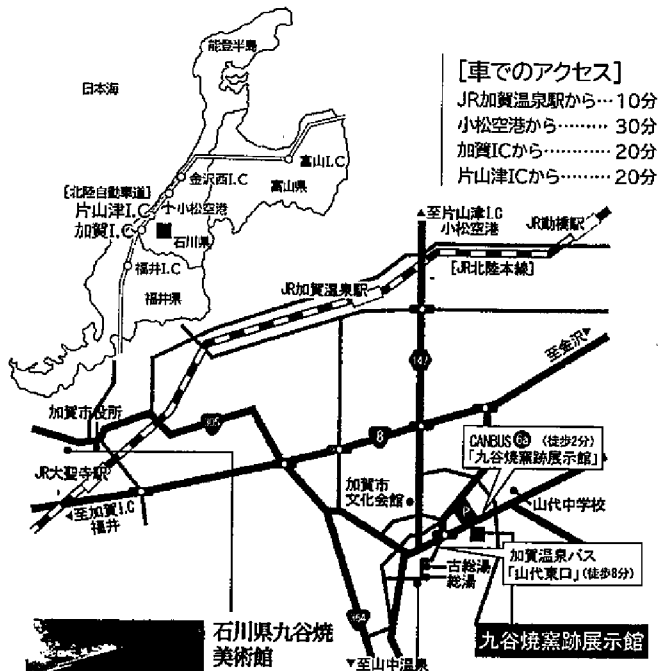 能登半島
日本海
[車でのアクセス]
JR加賀温泉駅から…10分
小松空港から………30分
加賀ICから…………20分
片山津ICから………20分
富山I.C
富山県
金沢西I.C
[北陸自動車道]
片山津I.C
小松空港
加賀I.C
石川県
福井I.C
福井県
▲至片山津I.C
小松空港
JR動橋駅
[JR北陸本線]
JR加賀温泉駅
147
至金沢▶
加賀市役所
305
8
CANBUS 6a (徒歩2分)
「九谷焼窯跡展示館」
JR大聖寺駅
加賀市
文化会館
P
山代中学校
◀至加賀I.C
福井
加賀温泉バス
「山代東口」(徒歩8分)
古総湯
総湯
364
石川県九谷焼
美術館
九谷焼窯跡展示館
▼至山中温泉